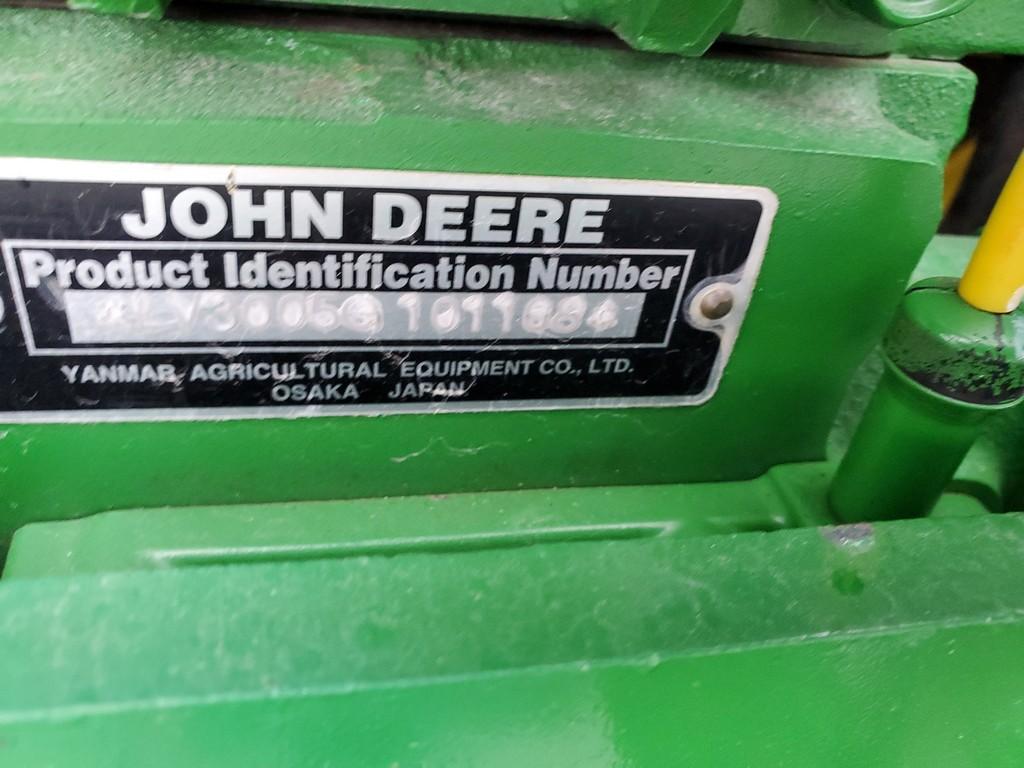 JOHN DEERE
Product Identification Number
YANMAR AGRICULTURAL EQUIPMENT CO., LTD.
OSAKA JAPAN